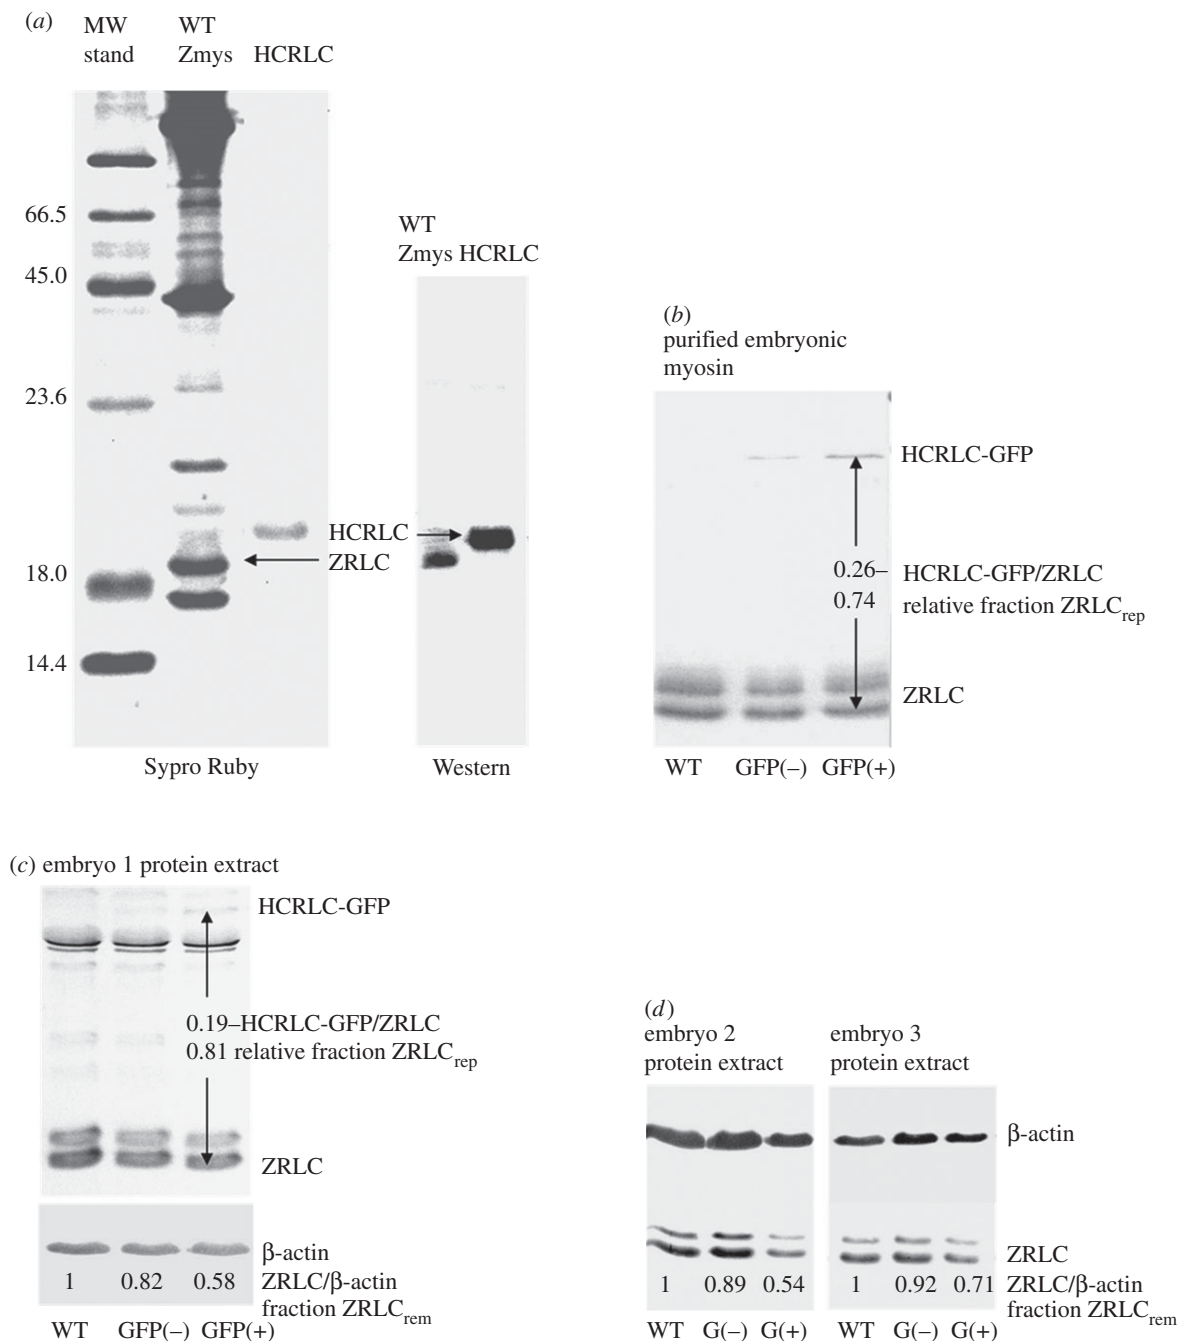 (a)
MW WT
stand Zmys HCRLC
66.5
45.0
23.6
18.0
14.4
HCRLC
ZRLC
Sypro Ruby
WT
Zmys HCRLC
Western
(b)
purified embryonic
myosin
HCRLC-GFP
0.26– HCRLC-GFP/ZRLC
0.74 relative fraction ZRLCrep
ZRLC
WT GFP(–) GFP(+)
(c) embryo 1 protein extract
HCRLC-GFP
0.19–HCRLC-GFP/ZRLC
0.81 relative fraction ZRLCrep
ZRLC
β-actin
1 0.82 0.58 ZRLC/β-actin
fraction ZRLCrem
WT GFP(–) GFP(+)
(d)
embryo 2 embryo 3
protein extract protein extract
β-actin
ZRLC
1 0.89 0.54 1 0.92 0.71 ZRLC/β-actin
fraction ZRLCrem
WT G(–) G(+) WT G(–) G(+)